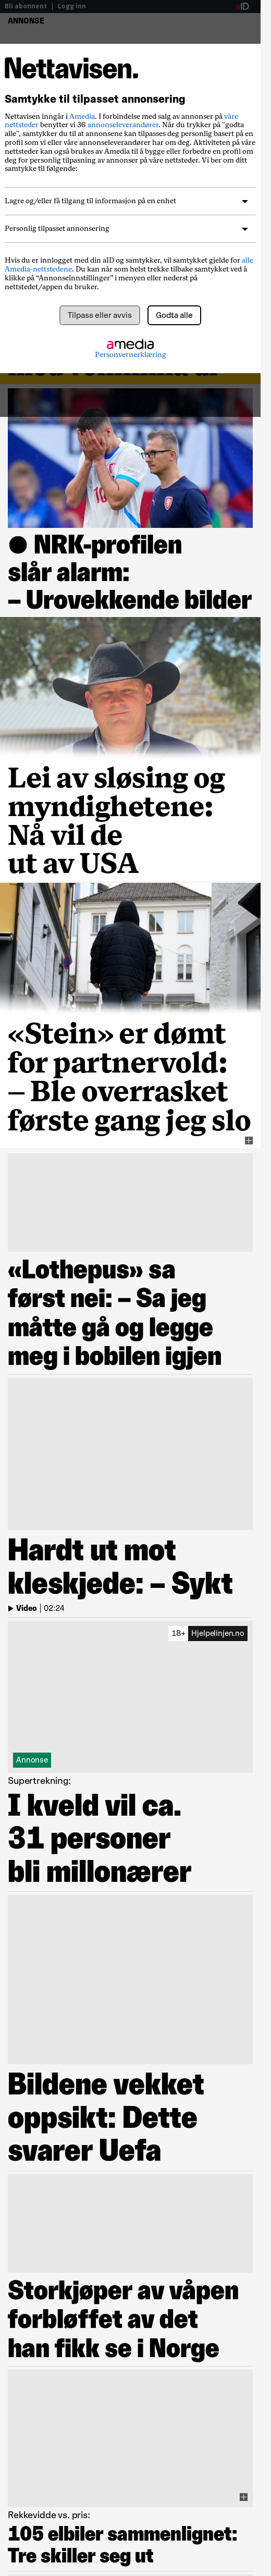 Bli abonnent | Logg inn
aID
ANNONSE
Nettavisen.
Samtykke til tilpasset annonsering
Nettavisen inngår i Amedia. I forbindelse med salg av annonser på våre
nettsteder benytter vi 36 annonseleverandører. Når du trykker på "godta
alle", samtykker du til at annonsene kan tilpasses deg personlig basert på en
profil som vi eller våre annonseleverandører har om deg. Aktiviteten på våre
nettsteder kan også brukes av Amedia til å bygge eller forbedre en profil om
deg for personlig tilpasning av annonser på våre nettsteder. Vi ber om ditt
samtykke til følgende:
Lagre og/eller få tilgang til informasjon på en enhet
Personlig tilpasset annonsering
Hvis du er innlogget med din aID og samtykker, vil samtykket gjelde for alle
Amedia-nettstedene. Du kan når som helst trekke tilbake samtykket ved å
klikke på “Annonseinnstillinger” i menyen eller nederst på
nettstedet/appen du bruker.
Tilpass eller avvis
Godta alle
amedia
Personvernerklæring
● NRK-profilen
slår alarm:
– Urovekkende bilder
Lei av sløsing og
myndighetene:
Nå vil de
ut av USA
«Stein» er dømt
for partnervold:
– Ble overrasket
første gang jeg slo
«Lothepus» sa
først nei: – Sa jeg
måtte gå og legge
meg i bobilen igjen
Hardt ut mot
kleskjede: – Sykt
Video | 02:24
18+ Hjelpelinjen.no
Annonse
Supertrekning:
I kveld vil ca.
31 personer
bli millonærer
Bildene vekket
oppsikt: Dette
svarer Uefa
Storkjøper av våpen
forbløffet av det
han fikk se i Norge
Rekkevidde vs. pris:
105 elbiler sammenlignet:
Tre skiller seg ut